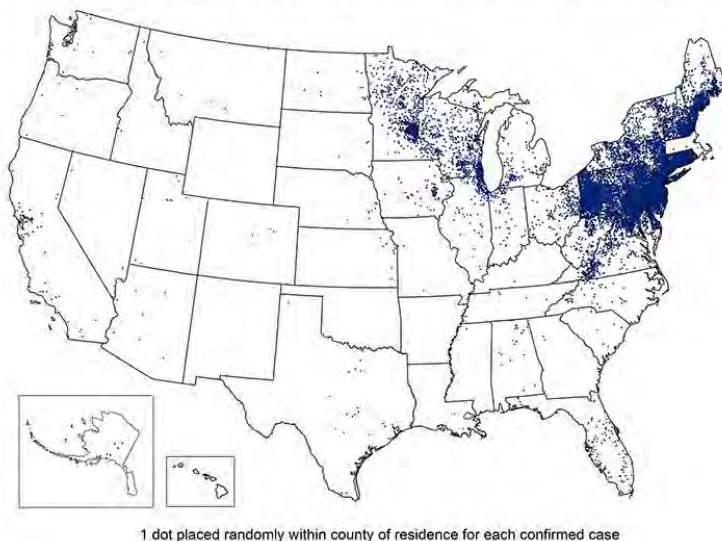 1 dot placed randomly within county of residence for each confirmed case